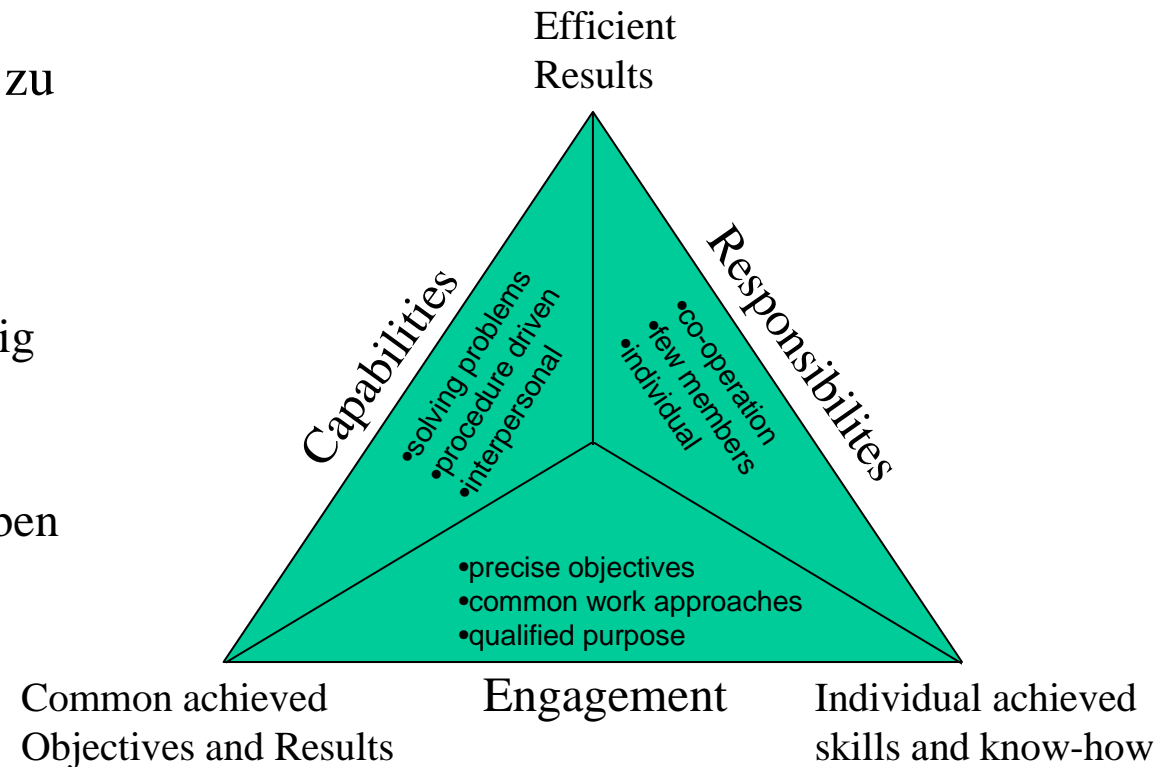 Efficient
Results
zu
ig
Capabilities
•solving problems
•procedure driven
•interpersonal
Responsibilites
•co-operation
•few members
•individual
•precise objectives
•common work approaches
•qualified purpose
Engagement
Common achieved
Objectives and Results
Individual achieved
skills and know-how